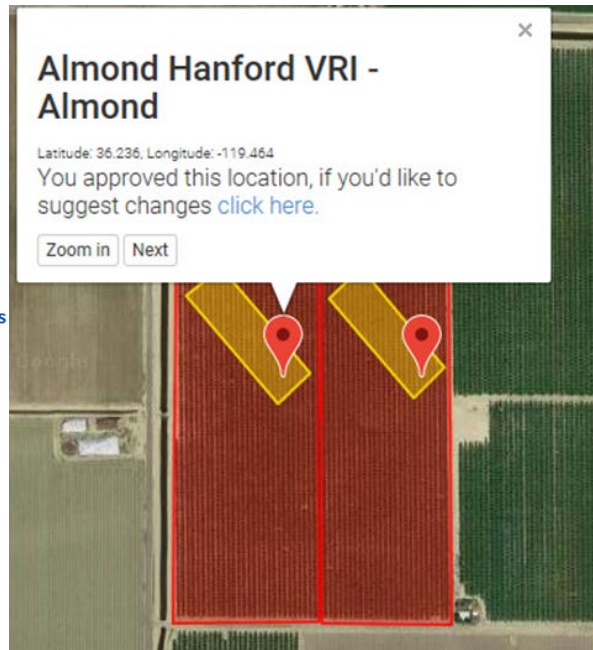 ×
Almond Hanford VRI -
Almond
Latitude: 36.236, Longitude: -119.464
You approved this location, if you'd like to
suggest changes click here.
Zoom in Next
s
Google